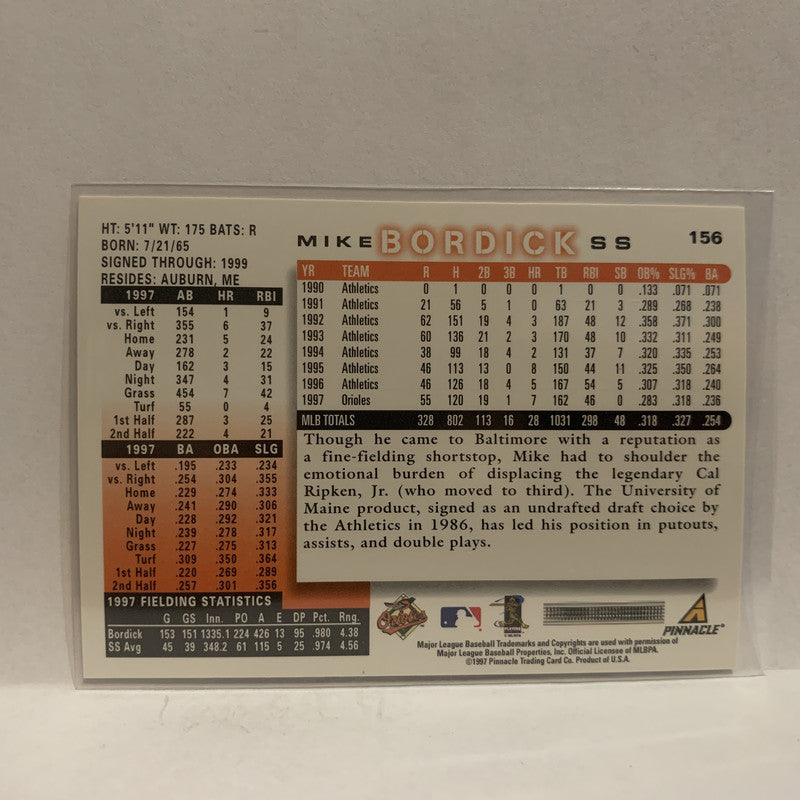 HT: 5'11" WT: 175 BATS: R
BORN: 7/21/65
SIGNED THROUGH: 1999
RESIDES: AUBURN, ME
MIKE BORDICK SS
156
1997 AB HR RBI
vs. Left 154 1 9
vs. Right 355 6 37
Home 231 5 24
Away 278 2 22
Day 162 3 15
Night 347 4 31
Grass 454 7 42
Turf 55 0 4
1st Half 287 3 25
2nd Half 222 4 21
1997 BA OBA SLG
vs. Left .195 .233 .234
vs. Right .254 .304 .355
Home .229 .274 .333
Away .241 .290 .306
Day .228 .292 .321
Night .239 .278 .317
Grass .227 .275 .313
Turf .309 .350 .364
1st Half .220 .269 .289
2nd Half .257 .301 .356
YR TEAM R H 2B 3B HR TB RBI SB OB% SLG% BA
1990 Athletics 0 1 0 0 0 1 0 0 .133 .071 .071
1991 Athletics 21 56 5 1 0 63 21 3 .289 .268 .238
1992 Athletics 62 151 19 4 3 187 48 12 .358 .371 .300
1993 Athletics 60 136 21 2 3 170 48 10 .332 .311 .249
1994 Athletics 38 99 18 4 2 131 37 7 .320 .335 .253
1995 Athletics 46 113 13 0 8 150 44 11 .325 .350 .264
1996 Athletics 46 126 18 4 5 167 54 5 .307 .318 .240
1997 Orioles 55 120 19 1 7 162 46 0 .283 .318 .236
MLB TOTALS 328 802 113 16 28 1031 298 48 .318 .327 .254
Though he came to Baltimore with a reputation as
a fine-fielding shortstop, Mike had to shoulder the
emotional burden of displacing the legendary Cal
Ripken, Jr. (who moved to third). The University of
Maine product, signed as an undrafted draft choice by
the Athletics in 1986, has led his position in putouts,
assists, and double plays.
1997 FIELDING STATISTICS
G GS Inn. PO A E DP Pct. Rng.
Bordick 153 151 1335.1 224 426 13 95 .980 4.38
SS Avg 45 39 348.2 61 115 5 25 .974 4.56
Orioles
PLAYERS
PINNACLE
Major League Baseball Trademarks and Copyrights are used with permission of
Major League Baseball Properties, Inc. Official Licensee of MLBPA.
©1997 Pinnacle Trading Card Co. Product of U.S.A.